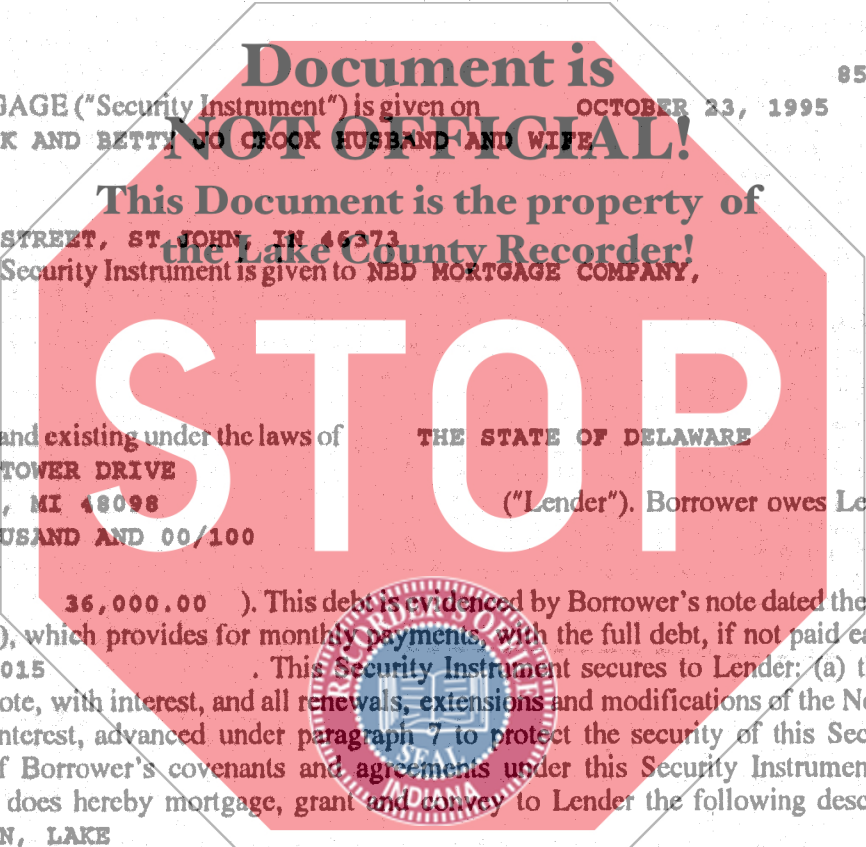 Document is
85
GAGE ("Security Instrument") is given on OCTOBER 23, 1995
K AND BETTY JO CROOK HUSBAND AND WIFE
NOT OFFICIAL!
This Document is the property of
STREET, ST JOHN, IN 46373
the Lake County Recorder!
Security Instrument is given to NBD MORTGAGE COMPANY,
STOP
and existing under the laws of THE STATE OF DELAWARE
TOWER DRIVE
, MI 48098 ("Lender"). Borrower owes Le
USAND AND 00/100
36,000.00 ). This debt is evidenced by Borrower's note dated the
), which provides for monthly payments, with the full debt, if not paid ea
015 . This Security Instrument secures to Lender: (a) t
ote, with interest, and all renewals, extensions and modifications of the No
nterest, advanced under paragraph 7 to protect the security of this Sec
f Borrower's covenants and agreements under this Security Instrumen
does hereby mortgage, grant and convey to Lender the following desc
N, LAKE
RECORDER'S OFFICE
SEAL
INDIANA